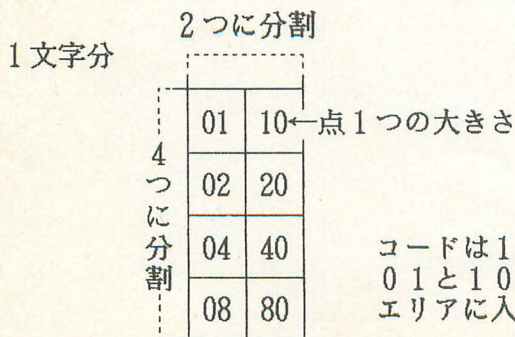 2つに分割
1文字分
01 10←点1つの大きさ
4つに分割
02 20
04 40
08 80
コードは1
01と10
エリアに入